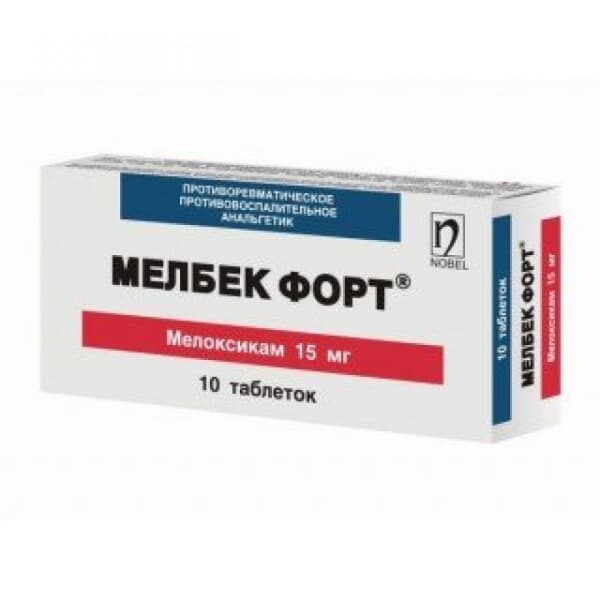 ПРОТИВОРЕВМАТИЧЕСКОЕ
ПРОТИВОВОСПАЛИТЕЛЬНОЕ
АНАЛЬГЕТИК
NOBEL
МЕЛБЕК ФОРТ®
Мелоксикам 15 мг
10 таблеток
10 таблеток
МЕЛБЕК ФОРТ®
Мелоксикам 15 мг